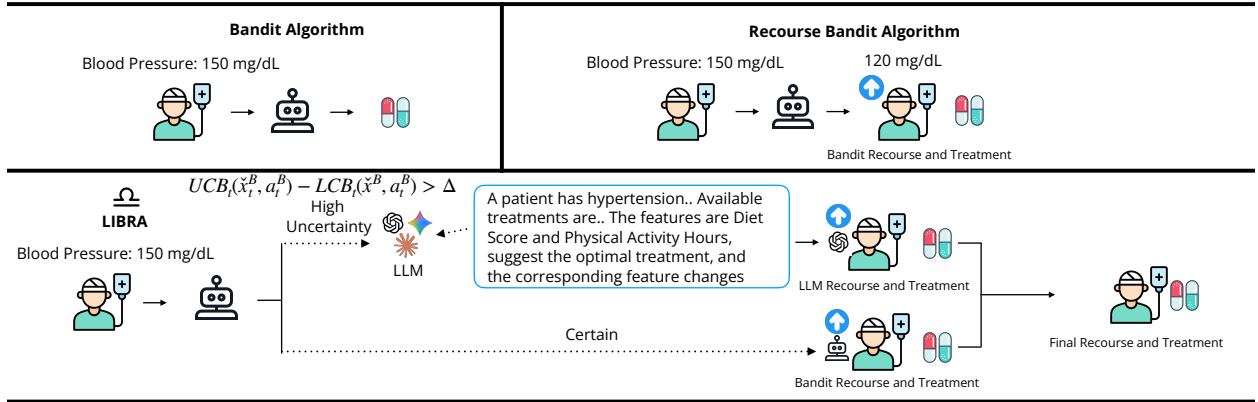 Bandit Algorithm
Blood Pressure: 150 mg/dL
Recourse Bandit Algorithm
Blood Pressure: 150 mg/dL
120 mg/dL
Bandit Recourse and Treatment
LIBRA
Blood Pressure: 150 mg/dL
UCB_t(x̌_t^B, a_t^B) − LCB_t(x̌^B, a_t^B) > Δ
High
Uncertainty
LLM
A patient has hypertension.. Available
treatments are.. The features are Diet
Score and Physical Activity Hours,
suggest the optimal treatment, and
the corresponding feature changes
LLM Recourse and Treatment
Certain
Bandit Recourse and Treatment
Final Recourse and Treatment